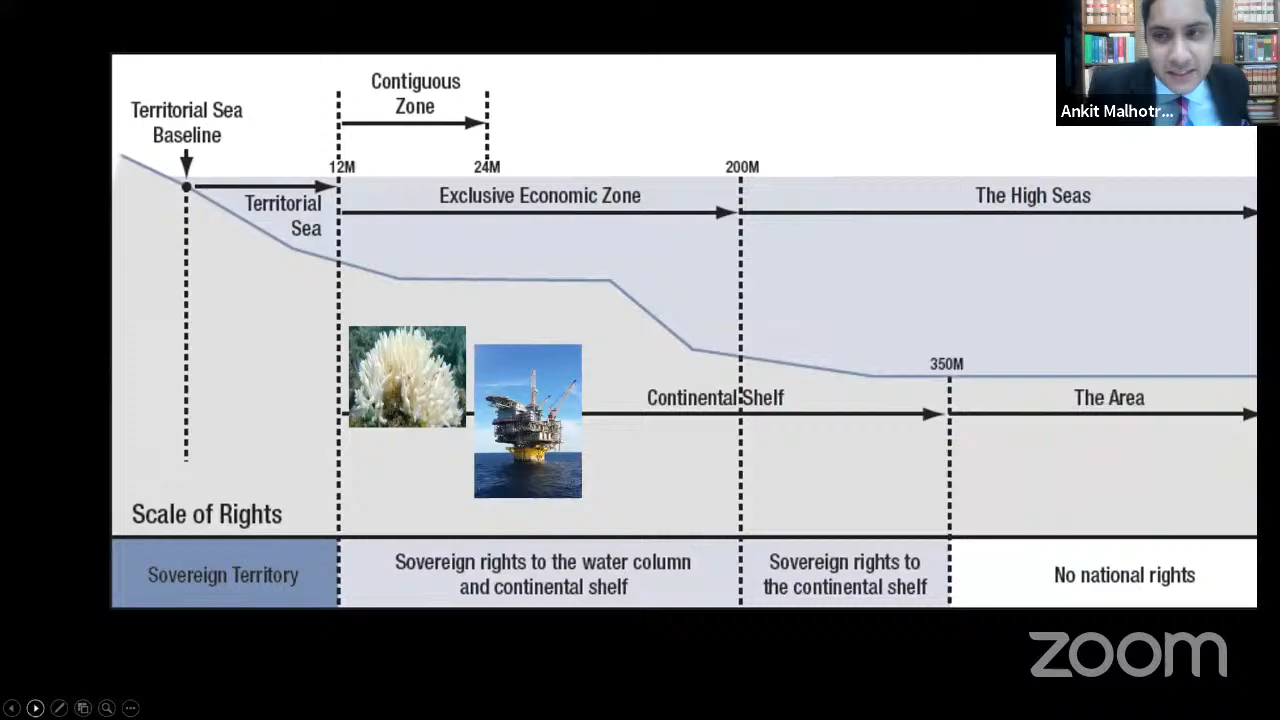 Contiguous
Zone
Ankit Malhotr...
Territorial Sea
Baseline
12M
24M
200M
Territorial
Sea
Exclusive Economic Zone
The High Seas
350M
Continental Shelf
The Area
Scale of Rights
Sovereign Territory
Sovereign rights to the water column
and continental shelf
Sovereign rights to
the continental shelf
No national rights
zoom